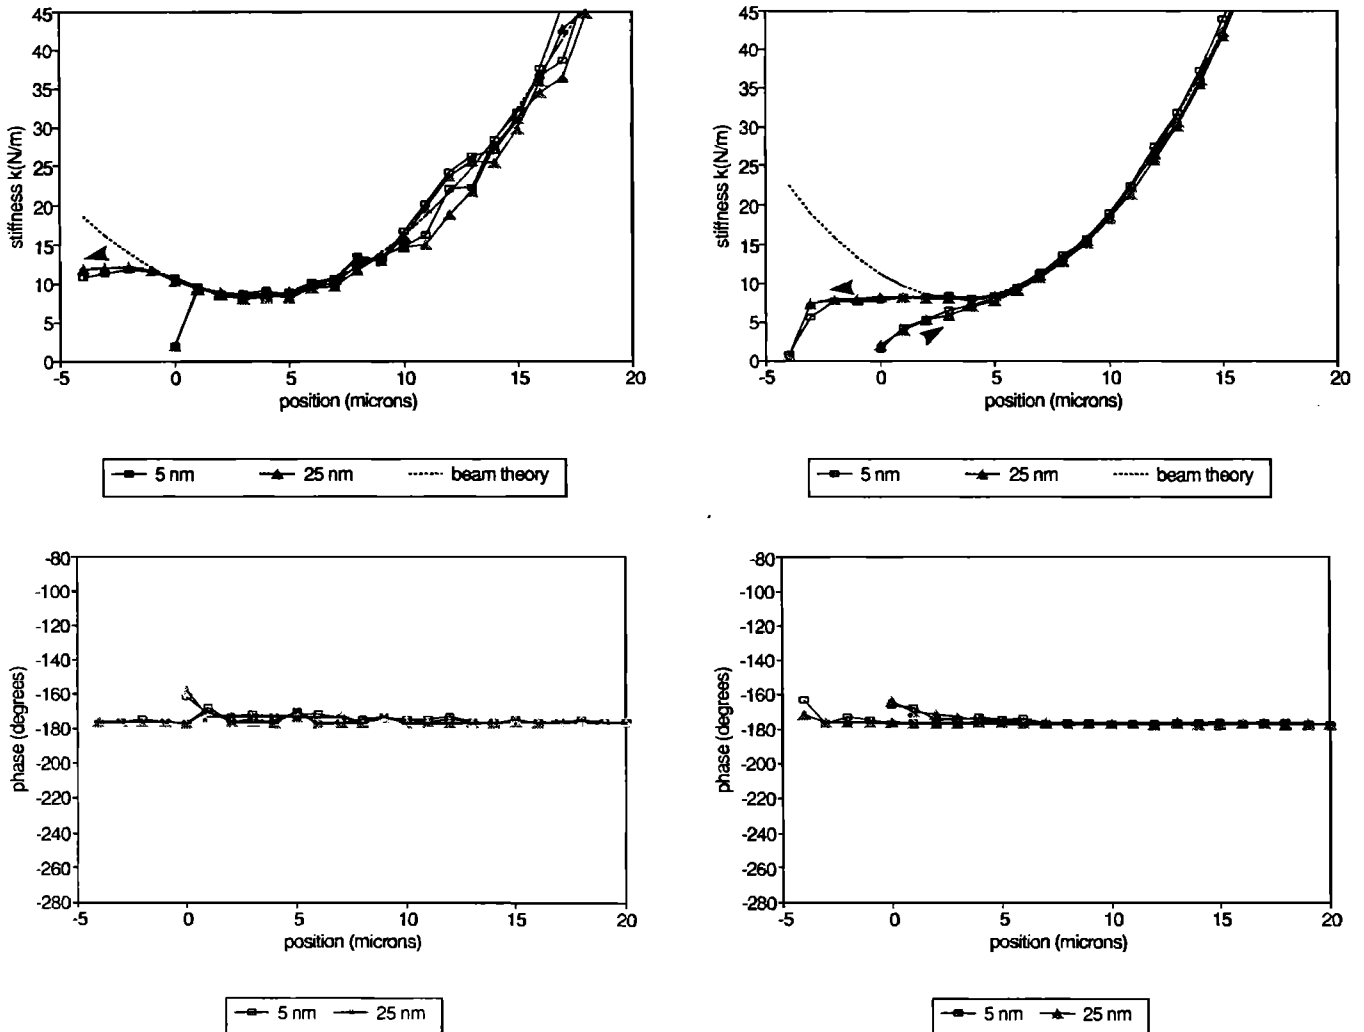 45
40
35
30
25
20
15
10
5
0
stiffness k(N/m)
-5 0 5 10 15 20
position (microns)
5 nm 25 nm beam theory
45
40
35
30
25
20
15
10
5
0
stiffness k(N/m)
-5 0 5 10 15 20
position (microns)
5 nm 25 nm beam theory
-80
-100
-120
-140
-160
-180
-200
-220
-240
-260
-280
phase (degrees)
-5 0 5 10 15 20
position (microns)
5 nm 25 nm
-80
-100
-120
-140
-160
-180
-200
-220
-240
-260
-280
phase (degrees)
-5 0 5 10 15 20
position (microns)
5 nm 25 nm